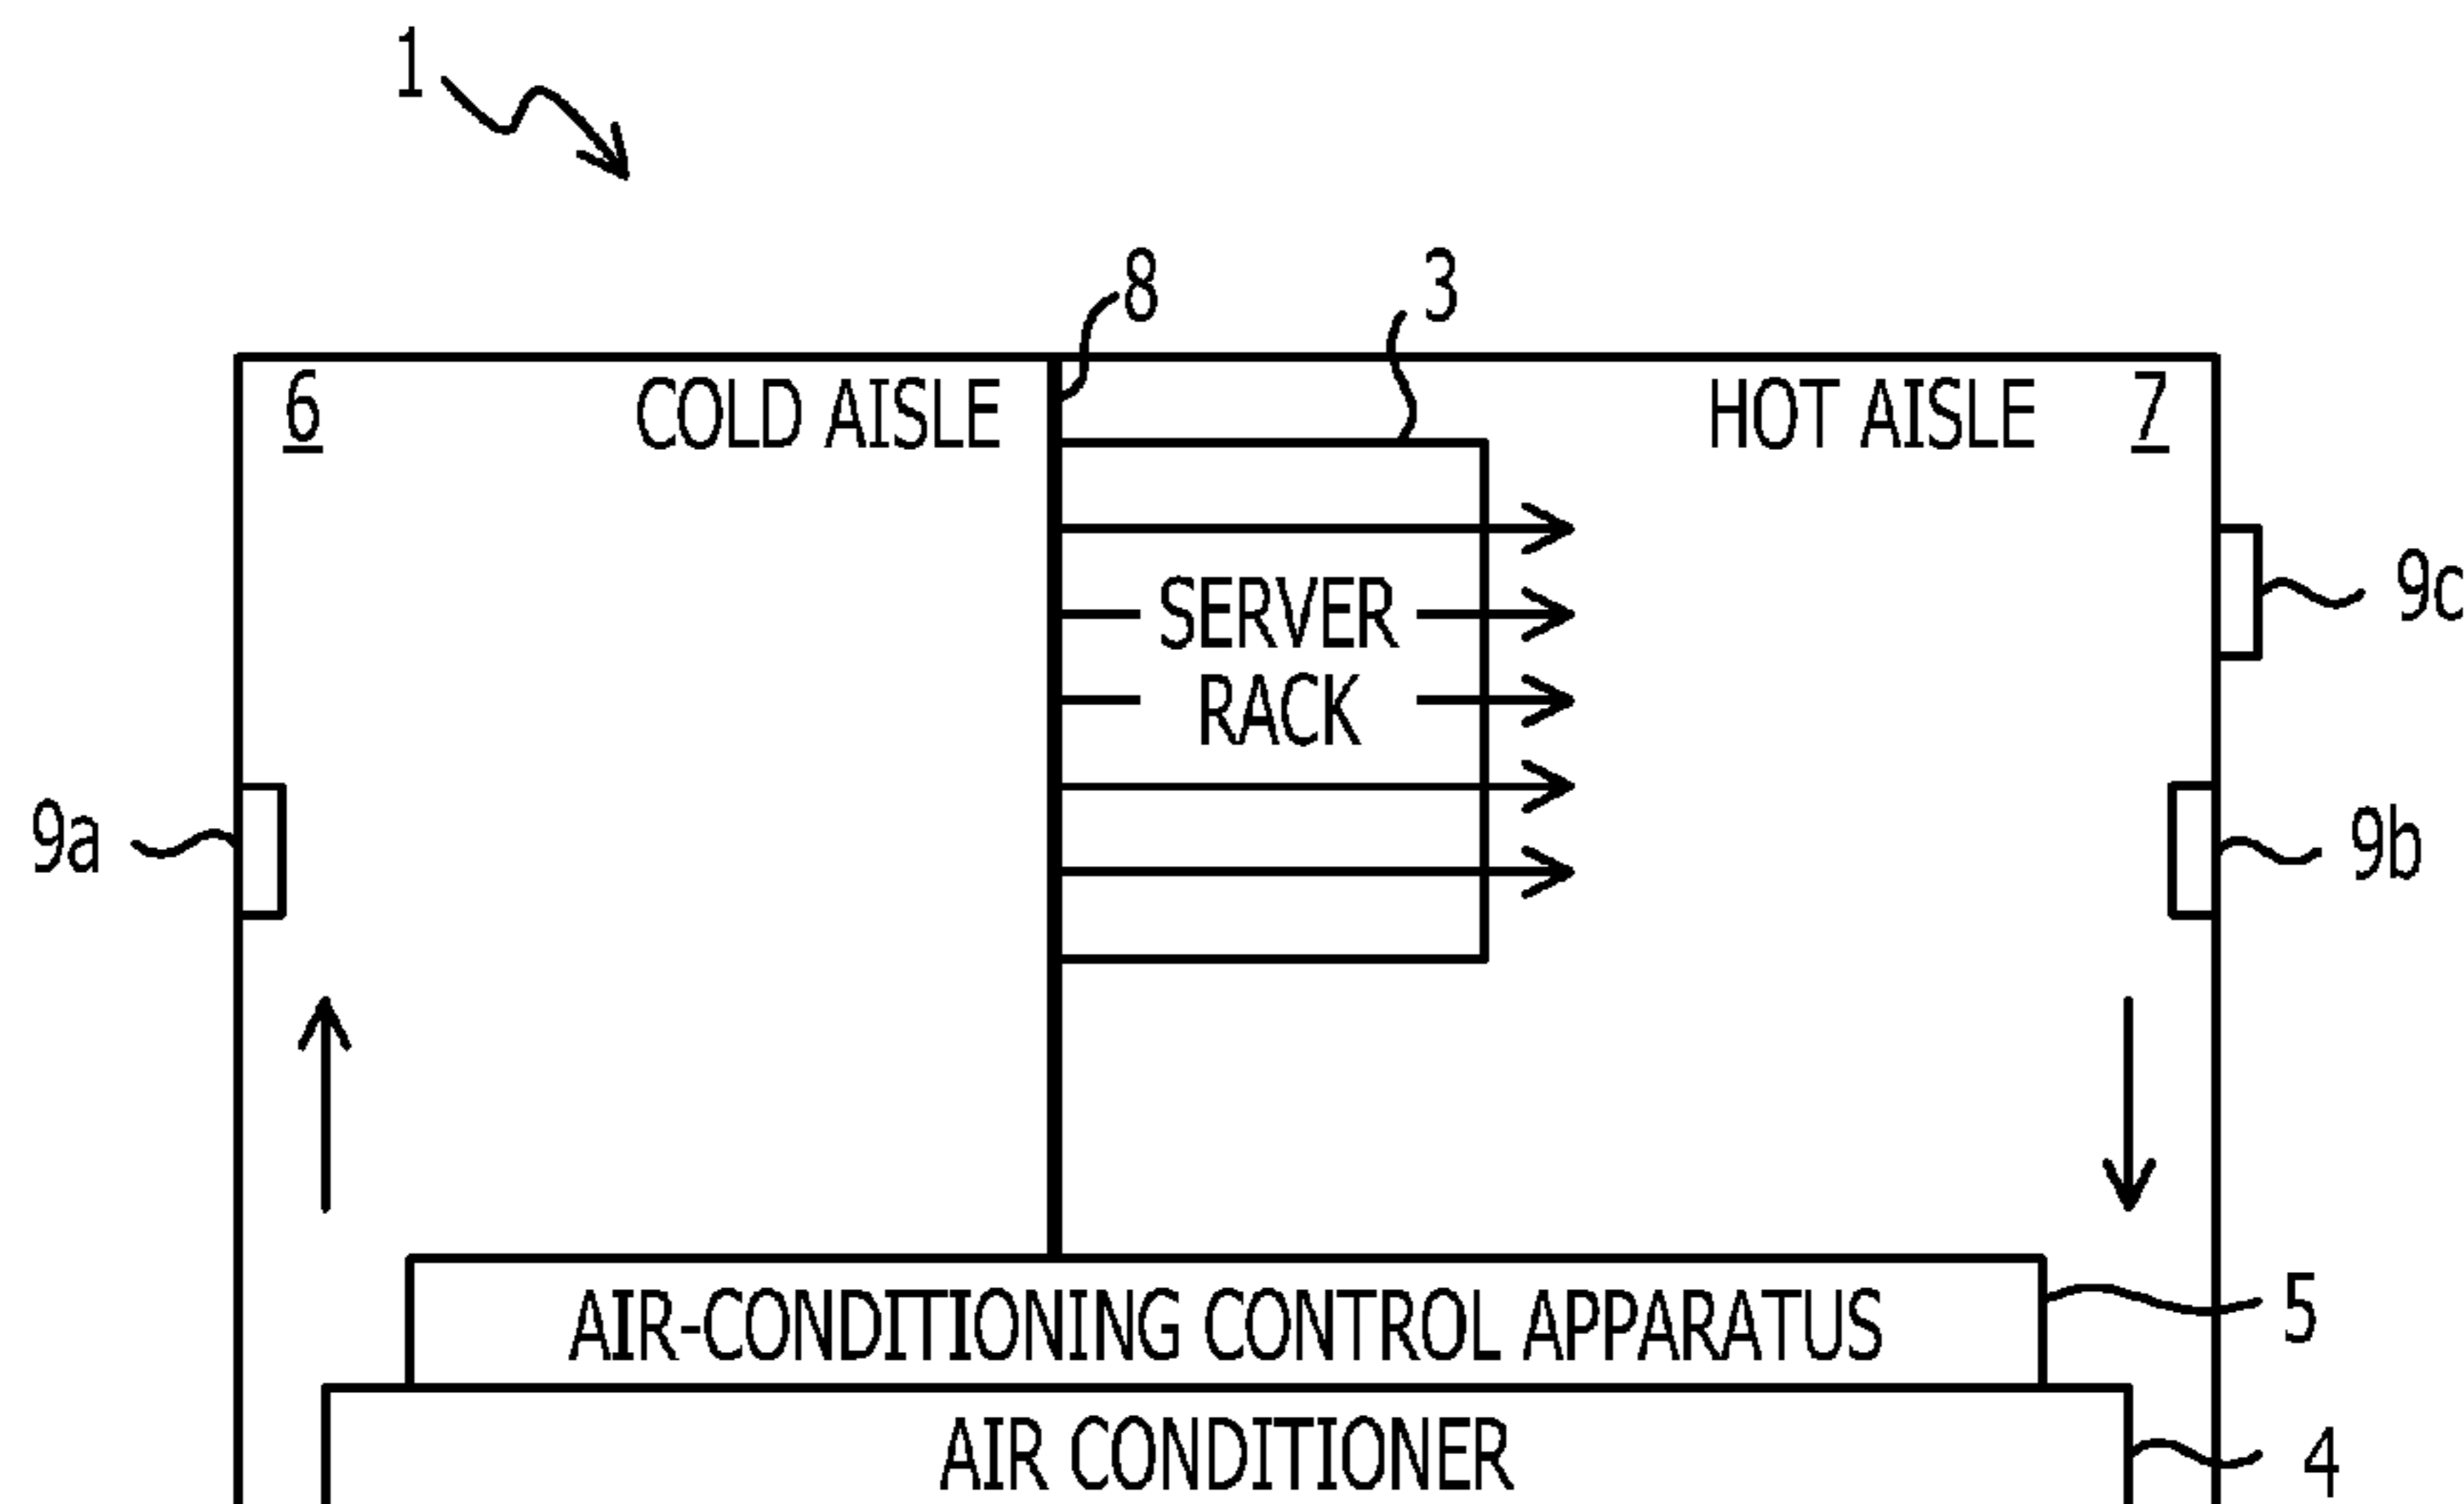 1
8
3
6
COLD AISLE
HOT AISLE
7
SERVER
RACK
9c
9a
9b
AIR-CONDITIONING CONTROL APPARATUS
5
AIR CONDITIONER
4